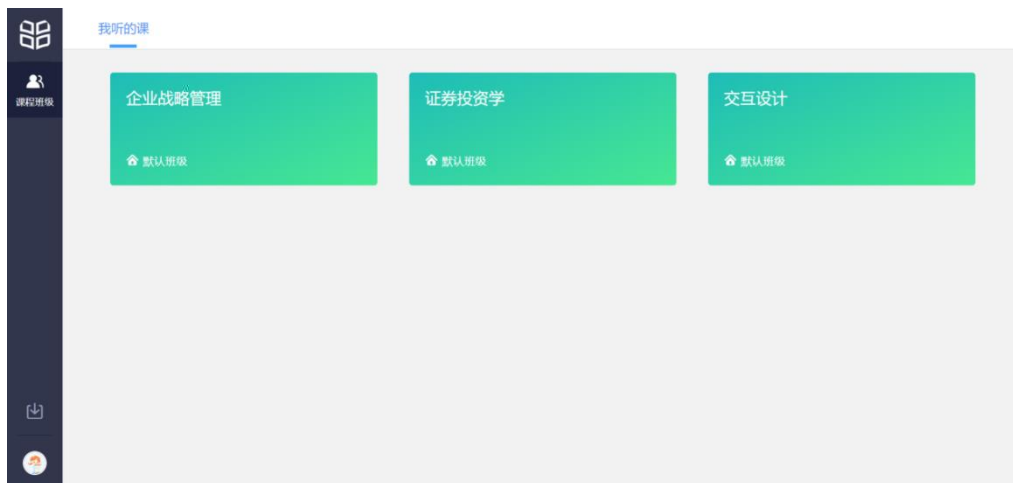 我听的课
课程班级
企业战略管理
默认班级
证券投资学
默认班级
交互设计
默认班级